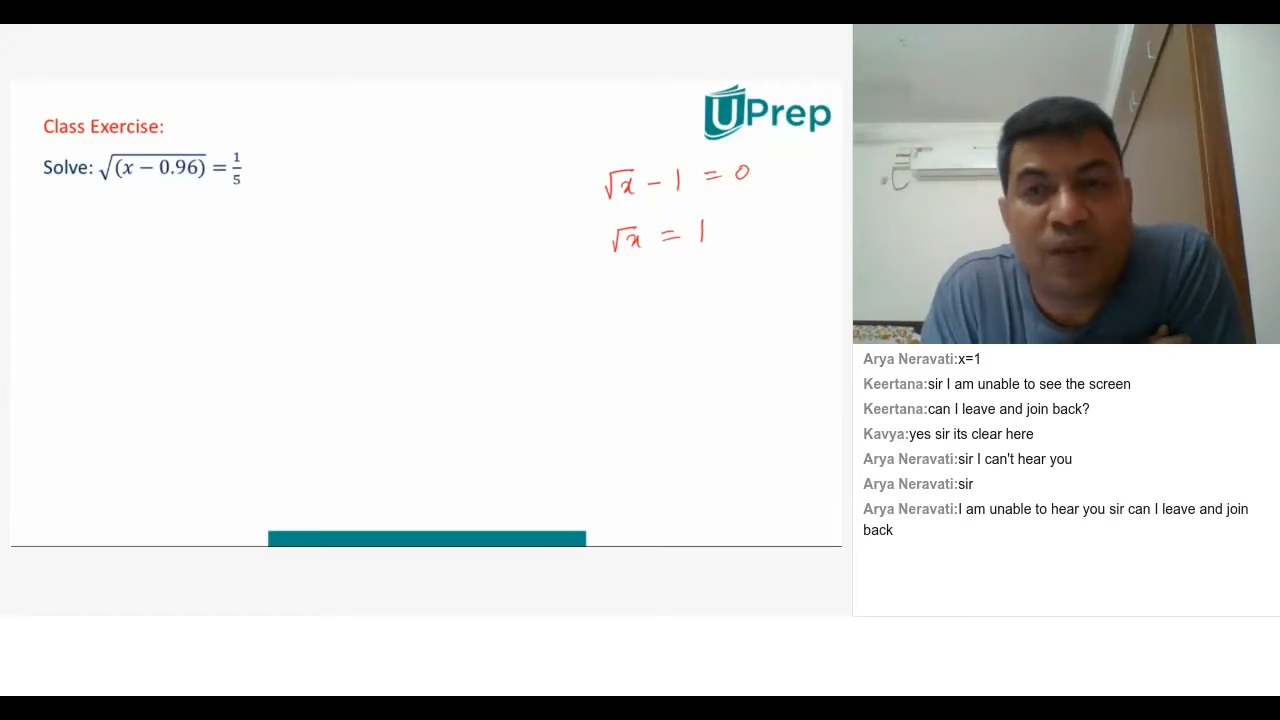 UPrep
Class Exercise:
Solve: √(x − 0.96) = 1/5
√x − 1 = 0
√x = 1
Arya Neravati:x=1
Keertana:sir I am unable to see the screen
Keertana:can I leave and join back?
Kavya:yes sir its clear here
Arya Neravati:sir I can't hear you
Arya Neravati:sir
Arya Neravati:I am unable to hear you sir can I leave and join
back